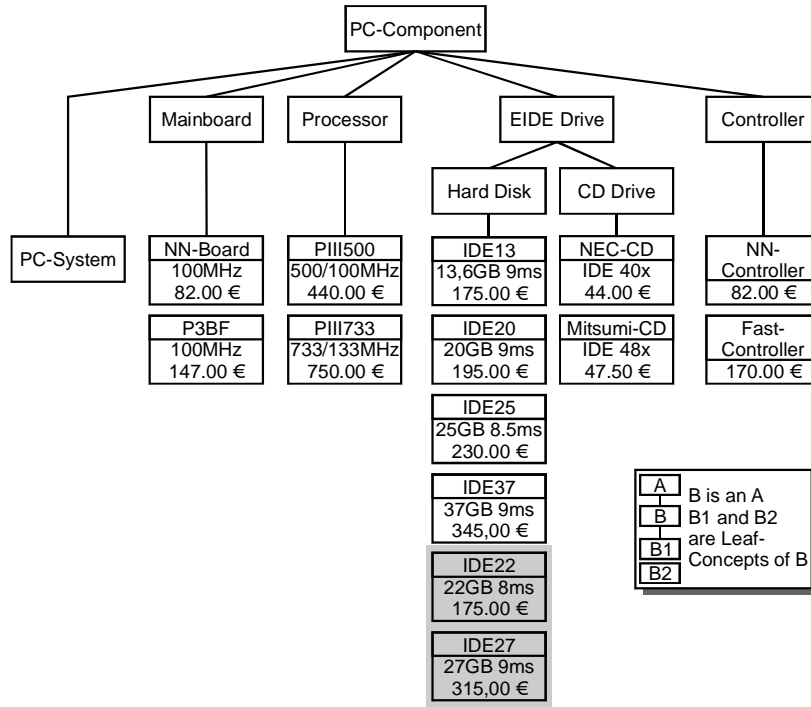 PC-Component
Mainboard
Processor
EIDE Drive
Controller
Hard Disk
CD Drive
PC-System
NN-Board
100MHz
82.00 €
P3BF
100MHz
147.00 €
PIII500
500/100MHz
440.00 €
PIII733
733/133MHz
750.00 €
IDE13
13,6GB 9ms
175.00 €
IDE20
20GB 9ms
195.00 €
IDE25
25GB 8.5ms
230.00 €
IDE37
37GB 9ms
345,00 €
IDE22
22GB 8ms
175.00 €
IDE27
27GB 9ms
315,00 €
NEC-CD
IDE 40x
44.00 €
Mitsumi-CD
IDE 48x
47.50 €
NN-
Controller
82.00 €
Fast-
Controller
170.00 €
A
B
B1
B2
B is an A
B1 and B2
are Leaf-
Concepts of B